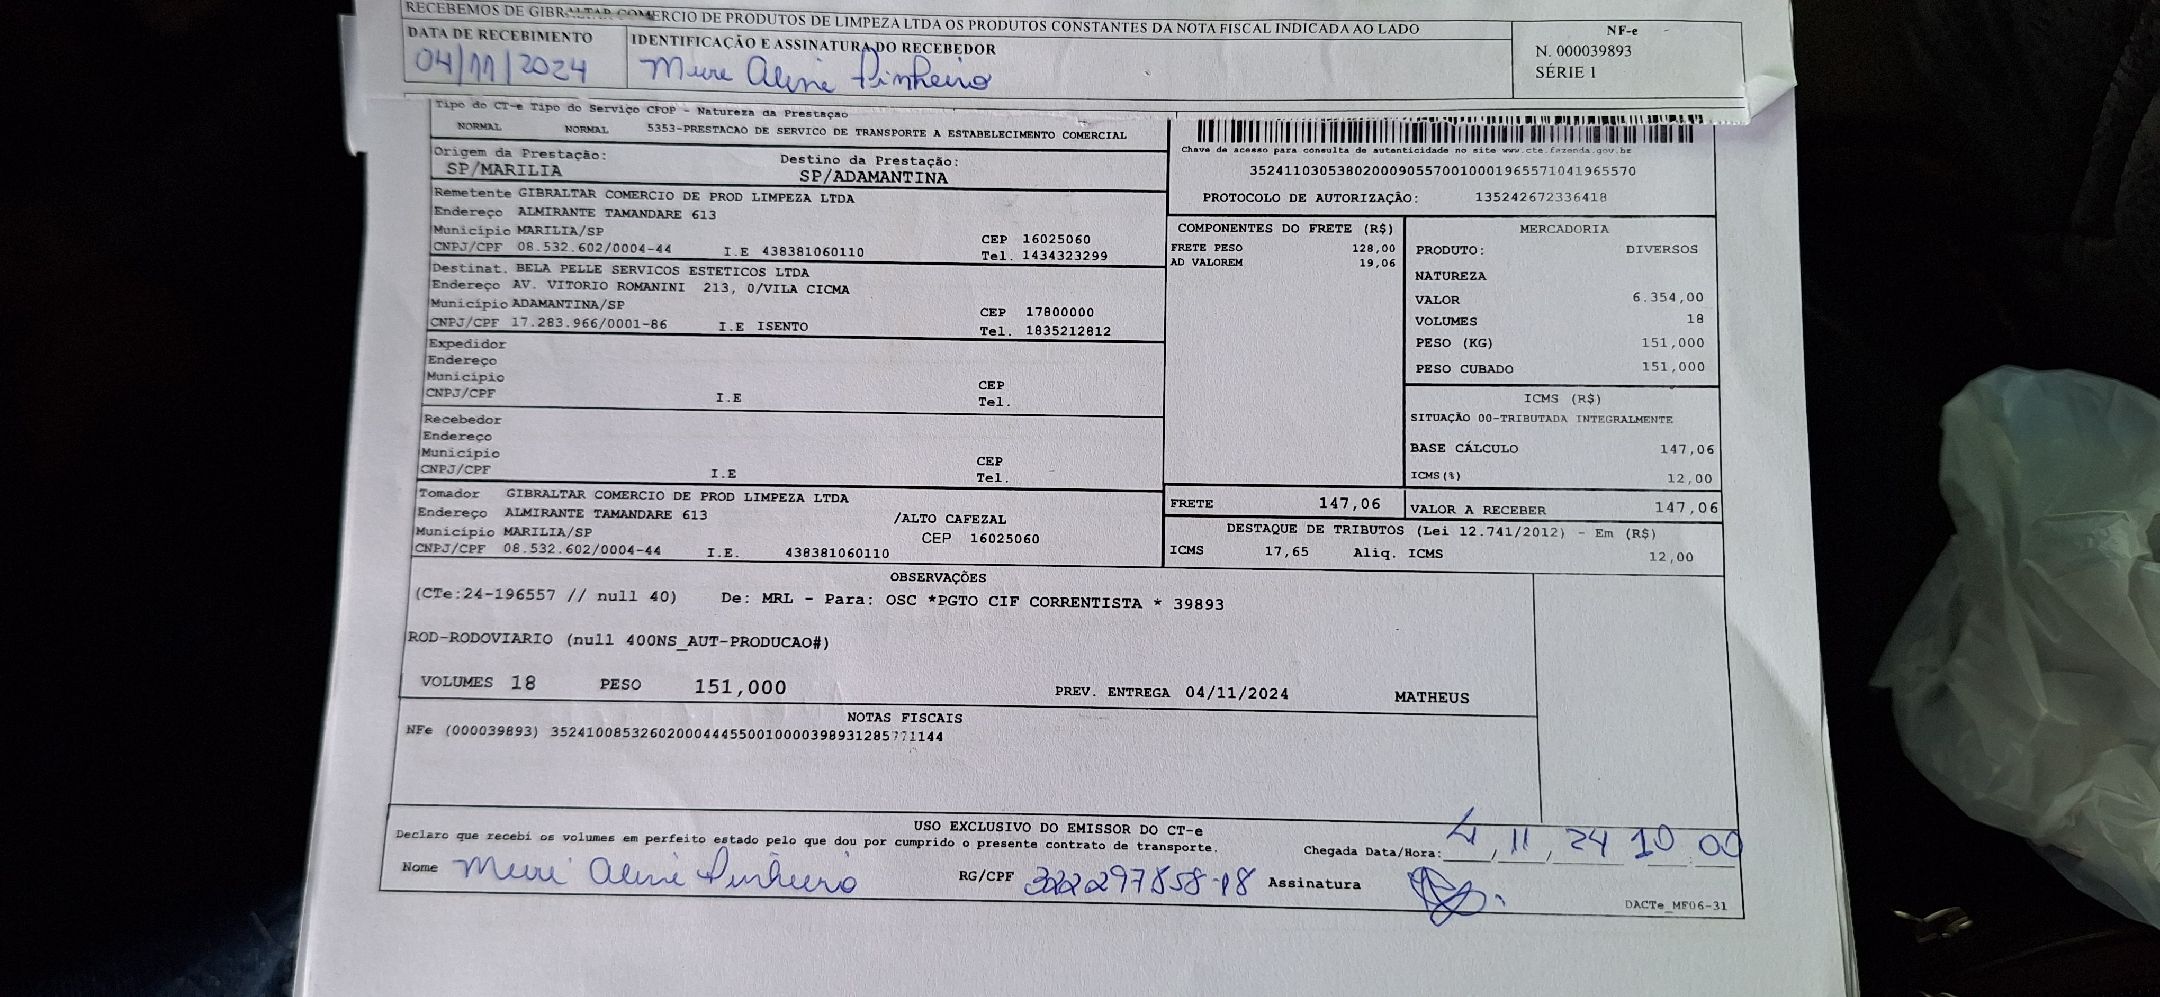 RECEBEMOS DE GIBRALTAR COMERCIO DE PRODUTOS DE LIMPEZA LTDA OS PRODUTOS CONSTANTES DA NOTA FISCAL INDICADA AO LADO
DATA DE RECEBIMENTO IDENTIFICAÇÃO E ASSINATURA DO RECEBEDOR
04/11/2024 Meire Aline Pinheiro
NF-e
N. 000039893
SÉRIE 1
Tipo do CT-e Tipo do Serviço CFOP - Natureza da Prestação
NORMAL NORMAL 5353-PRESTACAO DE SERVICO DE TRANSPORTE A ESTABELECIMENTO COMERCIAL
Origem da Prestação: Destino da Prestação:
SP/MARILIA SP/ADAMANTINA
Chave de acesso para consulta de autenticidade no site www.cte.fazenda.gov.br
35241103053802000905570010001965571041965570
PROTOCOLO DE AUTORIZAÇÃO: 135242672336418
Remetente GIBRALTAR COMERCIO DE PROD LIMPEZA LTDA
Endereço ALMIRANTE TAMANDARE 613
Município MARILIA/SP CEP 16025060
CNPJ/CPF 08.532.602/0004-44 I.E 438381060110 Tel. 1434323299
Destinat. BELA PELLE SERVICOS ESTETICOS LTDA
Endereço AV. VITORIO ROMANINI 213, 0/VILA CICMA
Município ADAMANTINA/SP CEP 17800000
CNPJ/CPF 17.283.966/0001-86 I.E ISENTO Tel. 1835212812
Expedidor
Endereço
Município CEP
CNPJ/CPF I.E Tel.
Recebedor
Endereço
Município CEP
CNPJ/CPF I.E Tel.
Tomador GIBRALTAR COMERCIO DE PROD LIMPEZA LTDA
Endereço ALMIRANTE TAMANDARE 613 /ALTO CAFEZAL
Município MARILIA/SP CEP 16025060
CNPJ/CPF 08.532.602/0004-44 I.E. 438381060110
COMPONENTES DO FRETE (R$)
FRETE PESO 128,00
AD VALOREM 19,06
MERCADORIA
PRODUTO: DIVERSOS
NATUREZA
VALOR 6.354,00
VOLUMES 18
PESO (KG) 151,000
PESO CUBADO 151,000
ICMS (R$)
SITUAÇÃO 00-TRIBUTADA INTEGRALMENTE
BASE CÁLCULO 147,06
ICMS(%) 12,00
FRETE 147,06 VALOR A RECEBER 147,06
DESTAQUE DE TRIBUTOS (Lei 12.741/2012) - Em (R$)
ICMS 17,65 Aliq. ICMS 12,00
OBSERVAÇÕES
(CTe:24-196557 // null 40) De: MRL - Para: OSC *PGTO CIF CORRENTISTA * 39893
ROD-RODOVIARIO (null 400NS_AUT-PRODUCAO#)
VOLUMES 18 PESO 151,000 PREV. ENTREGA 04/11/2024 MATHEUS
NOTAS FISCAIS
NFe (000039893) 35241008532602000444550010000398931285771144
USO EXCLUSIVO DO EMISSOR DO CT-e
Declaro que recebi os volumes em perfeito estado pelo que dou por cumprido o presente contrato de transporte.
Chegada Data/Hora: 4, 11, 24 10:00
Nome Meire Aline Pinheiro RG/CPF Assinatura
DACTe_MF06-31